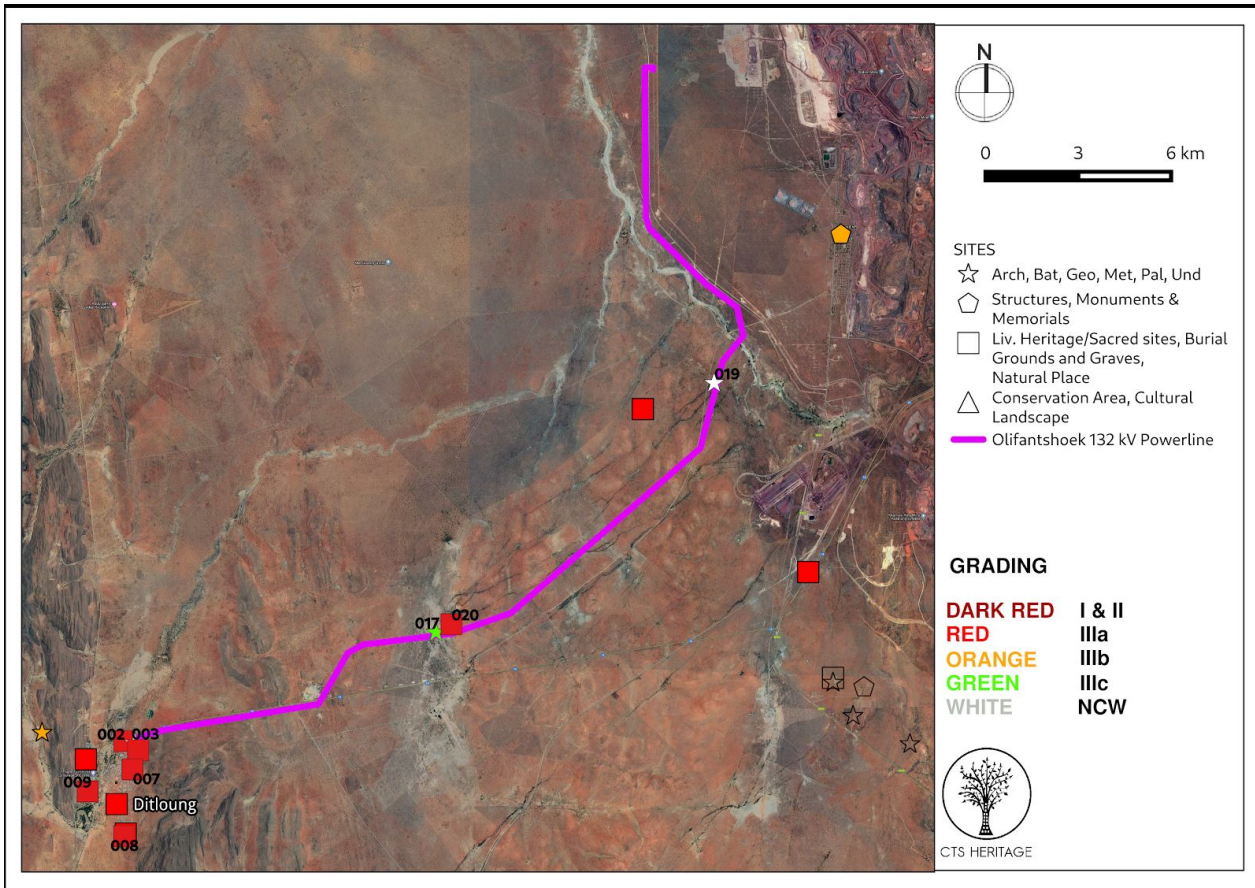 N
0 3 6 km
SITES
Arch, Bat, Geo, Met, Pal, Und
Structures, Monuments &
Memorials
Liv. Heritage/Sacred sites, Burial
Grounds and Graves,
Natural Place
Conservation Area, Cultural
Landscape
Olifantshoek 132 kV Powerline
GRADING
DARK RED I & II
RED IIIa
ORANGE IIIb
GREEN IIIc
WHITE NCW
CTS HERITAGE
019
017
020
002
003
007
009
Ditloung
008